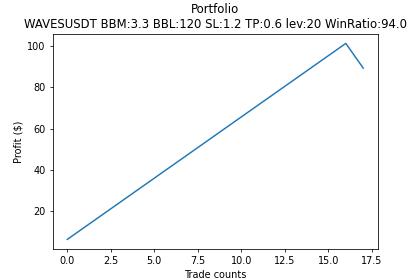 Portfolio
WAVESUSDT BBM:3.3 BBL:120 SL:1.2 TP:0.6 lev:20 WinRatio:94.0
100
80
60
40
20
Profit ($)
0.0 2.5 5.0 7.5 10.0 12.5 15.0 17.5
Trade counts